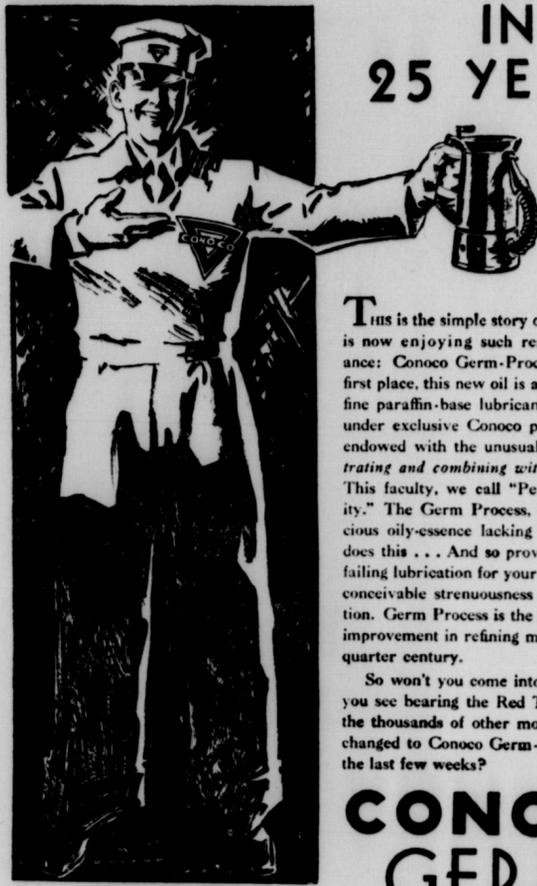 IN
25 YE
CONOCO
THIS is the simple story o
is now enjoying such re
ance: Conoco Germ-Proc
first place, this new oil is a
fine paraffin-base lubrican
under exclusive Conoco p
endowed with the unusual
trating and combining wit
This faculty, we call "Pe
ity." The Germ Process,
cious oily-essence lacking
does this . . . And so prov
failing lubrication for your
conceivable strenuousness
tion. Germ Process is the
improvement in refining m
quarter century.
So won't you come into
you see bearing the Red T
the thousands of other mo
changed to Conoco Germ-
the last few weeks?
CONO
GER